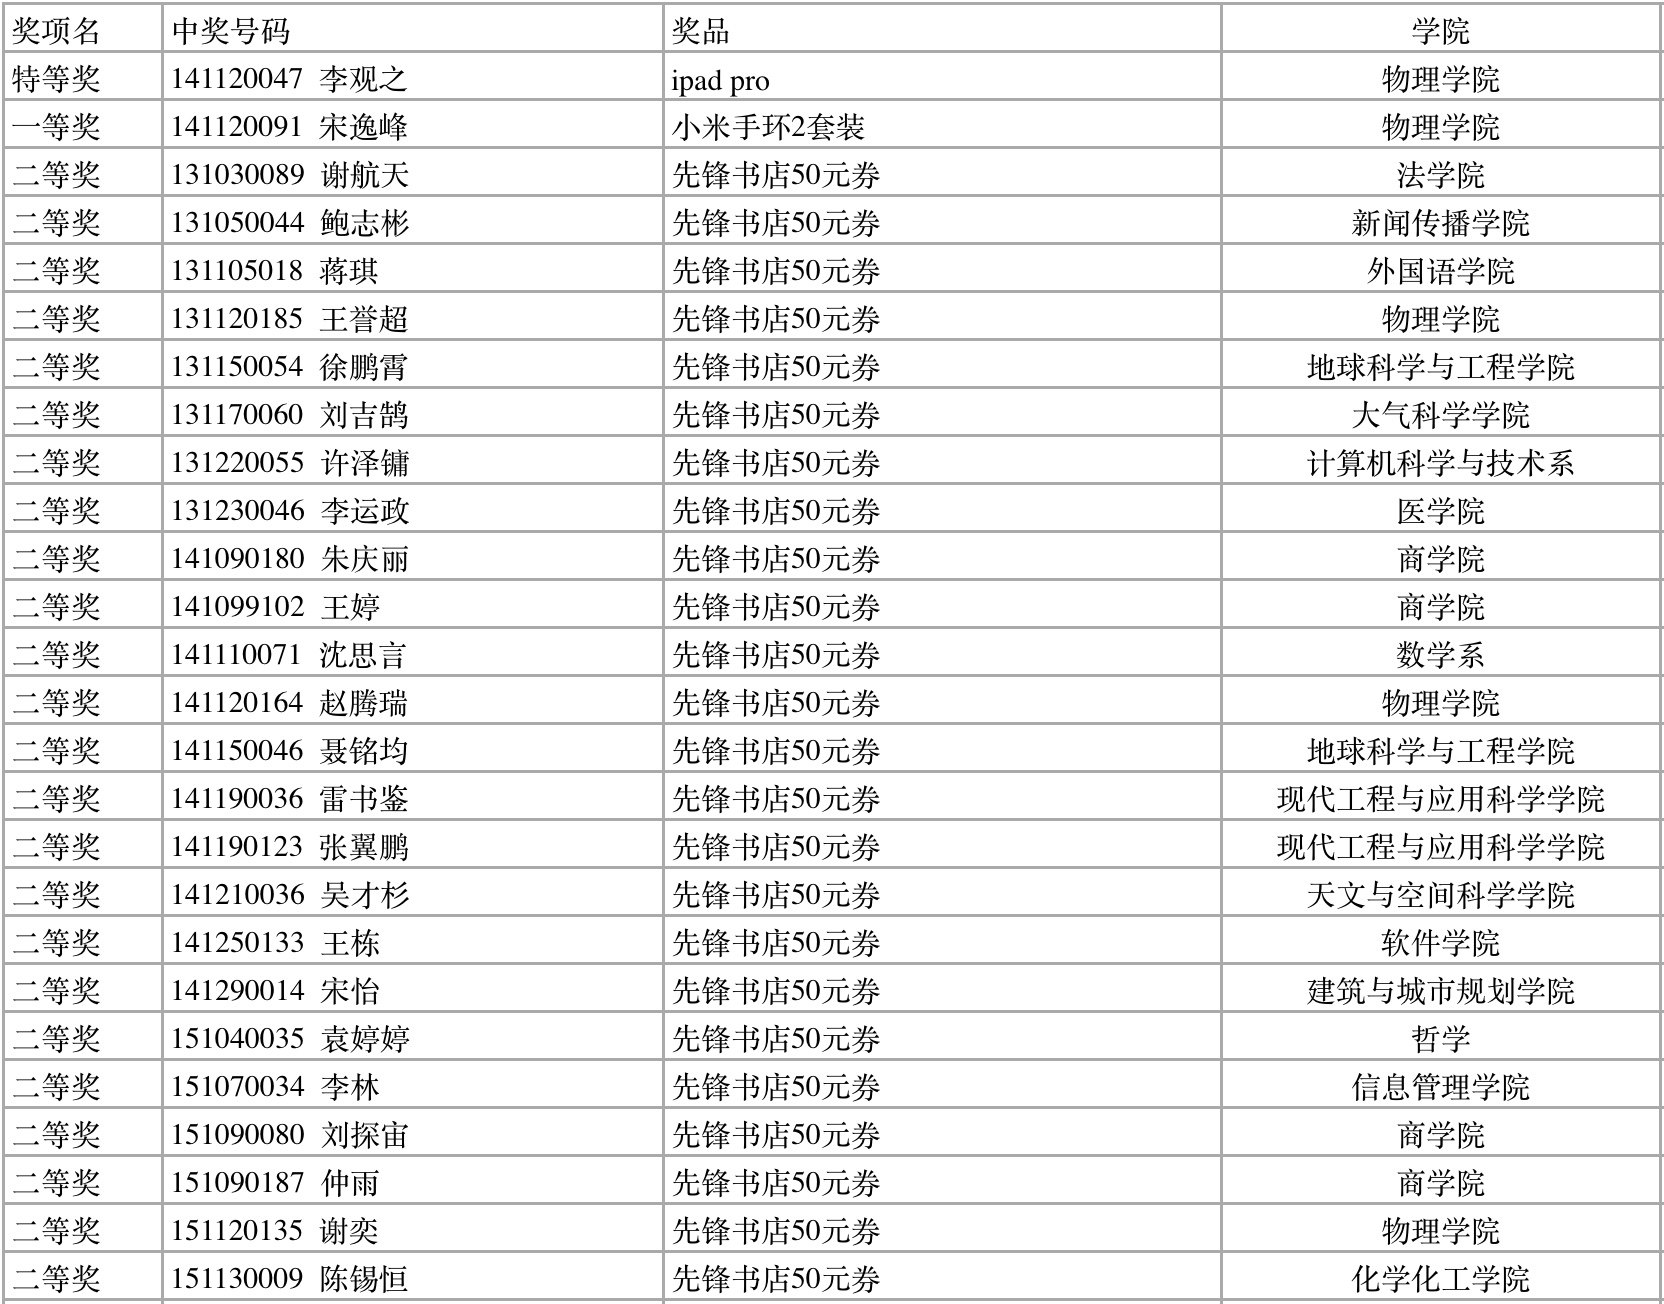 奖项名 中奖号码 奖品 学院
特等奖 141120047 李观之 ipad pro 物理学院
一等奖 141120091 宋逸峰 小米手环2套装 物理学院
二等奖 131030089 谢航天 先锋书店50元券 法学院
二等奖 131050044 鲍志彬 先锋书店50元券 新闻传播学院
二等奖 131105018 蒋琪 先锋书店50元券 外国语学院
二等奖 131120185 王誉超 先锋书店50元券 物理学院
二等奖 131150054 徐鹏霄 先锋书店50元券 地球科学与工程学院
二等奖 131170060 刘吉鹄 先锋书店50元券 大气科学学院
二等奖 131220055 许泽镛 先锋书店50元券 计算机科学与技术系
二等奖 131230046 李运政 先锋书店50元券 医学院
二等奖 141090180 朱庆丽 先锋书店50元券 商学院
二等奖 141099102 王婷 先锋书店50元券 商学院
二等奖 141110071 沈思言 先锋书店50元券 数学系
二等奖 141120164 赵腾瑞 先锋书店50元券 物理学院
二等奖 141150046 聂铭均 先锋书店50元券 地球科学与工程学院
二等奖 141190036 雷书鉴 先锋书店50元券 现代工程与应用科学学院
二等奖 141190123 张翼鹏 先锋书店50元券 现代工程与应用科学学院
二等奖 141210036 吴才杉 先锋书店50元券 天文与空间科学学院
二等奖 141250133 王栋 先锋书店50元券 软件学院
二等奖 141290014 宋怡 先锋书店50元券 建筑与城市规划学院
二等奖 151040035 袁婷婷 先锋书店50元券 哲学
二等奖 151070034 李林 先锋书店50元券 信息管理学院
二等奖 151090080 刘探宙 先锋书店50元券 商学院
二等奖 151090187 仲雨 先锋书店50元券 商学院
二等奖 151120135 谢奕 先锋书店50元券 物理学院
二等奖 151130009 陈锡恒 先锋书店50元券 化学化工学院